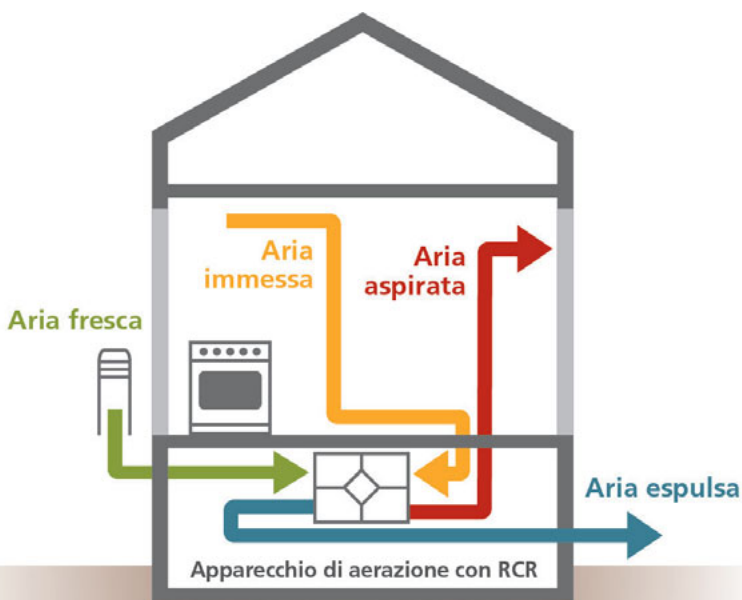 Aria
immessa
Aria
aspirata
Aria fresca
Aria espulsa
Apparecchio di aerazione con RCR